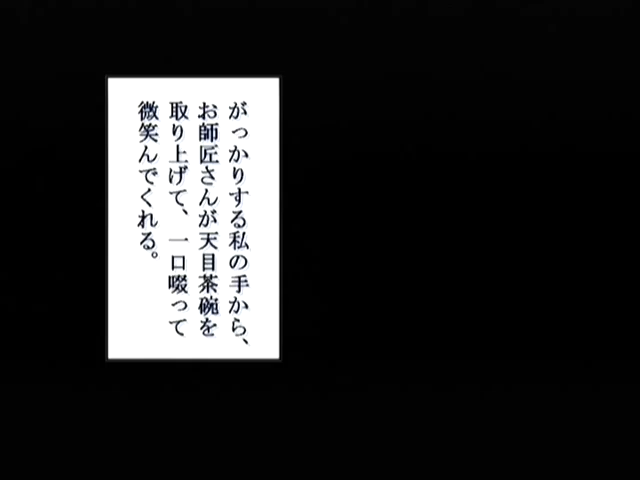 がっかりする私の手から、
お師匠さんが天目茶碗を
取り上げて、一口啜って
微笑んでくれる。